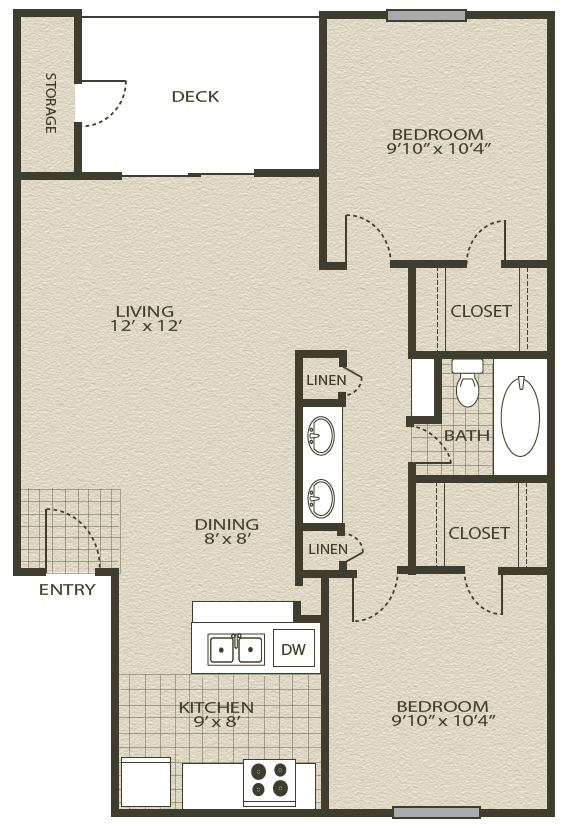 STORAGE
DECK
BEDROOM
9'10" x 10'4"
LIVING
12' x 12'
CLOSET
LINEN
BATH
DINING
8' x 8'
CLOSET
LINEN
ENTRY
DW
KITCHEN
9' x 8'
BEDROOM
9'10" x 10'4"